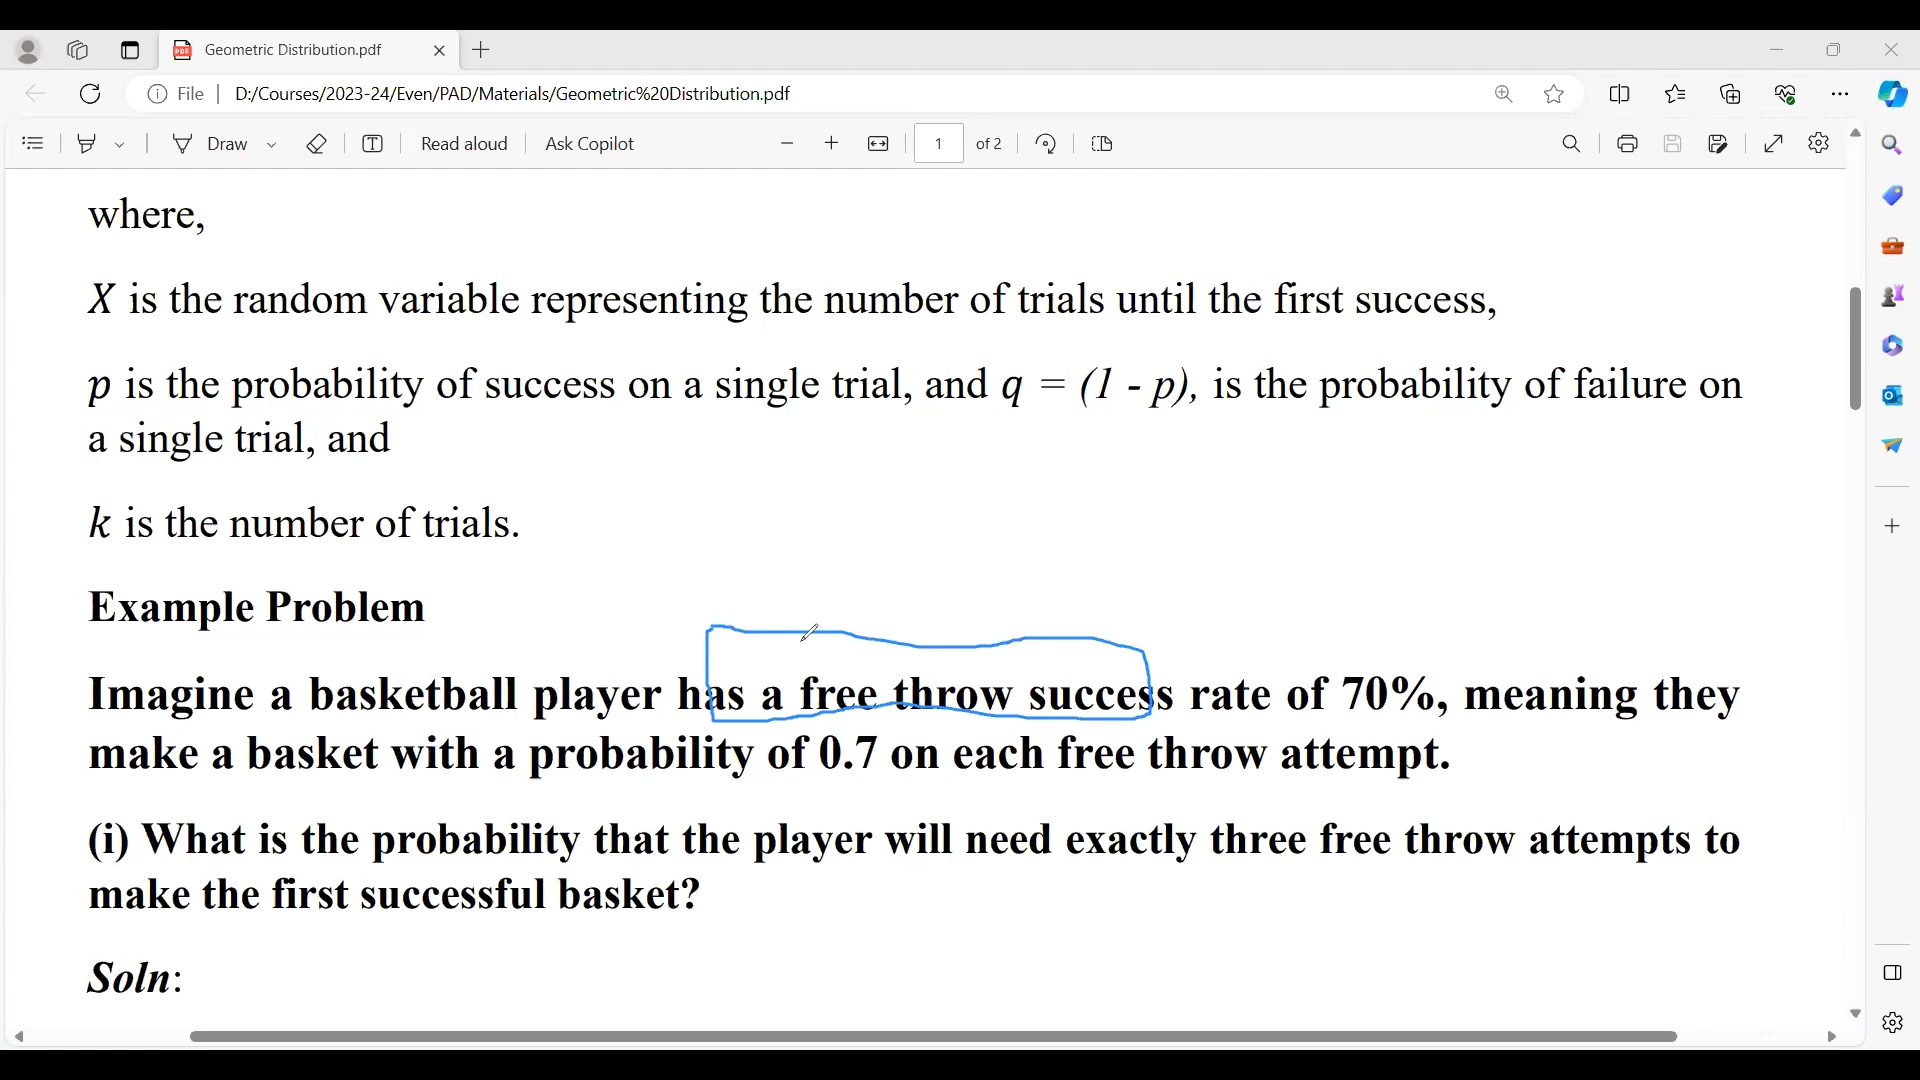 Geometric Distribution.pdf
File | D:/Courses/2023-24/Even/PAD/Materials/Geometric%20Distribution.pdf
Draw Read aloud Ask Copilot 1 of 2
where,
X is the random variable representing the number of trials until the first success,
p is the probability of success on a single trial, and q = (1 - p), is the probability of failure on
a single trial, and
k is the number of trials.
Example Problem
Imagine a basketball player has a free throw success rate of 70%, meaning they
make a basket with a probability of 0.7 on each free throw attempt.
(i) What is the probability that the player will need exactly three free throw attempts to
make the first successful basket?
Soln: